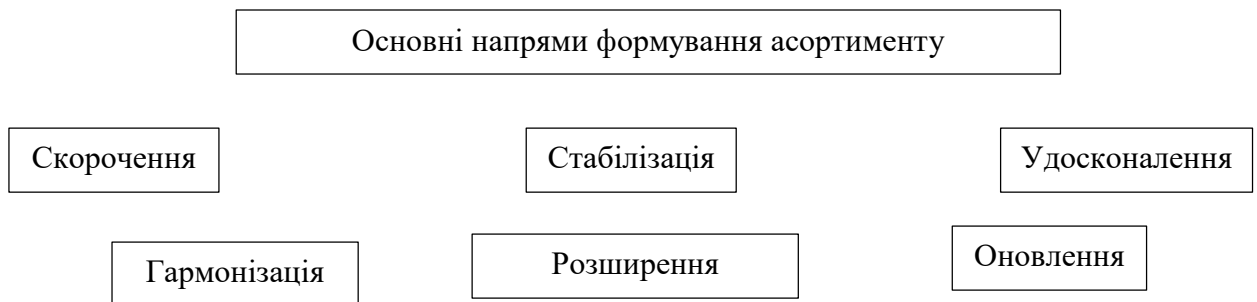 Основні напрями формування асортименту
Скорочення
Стабілізація
Удосконалення
Гармонізація
Розширення
Оновлення